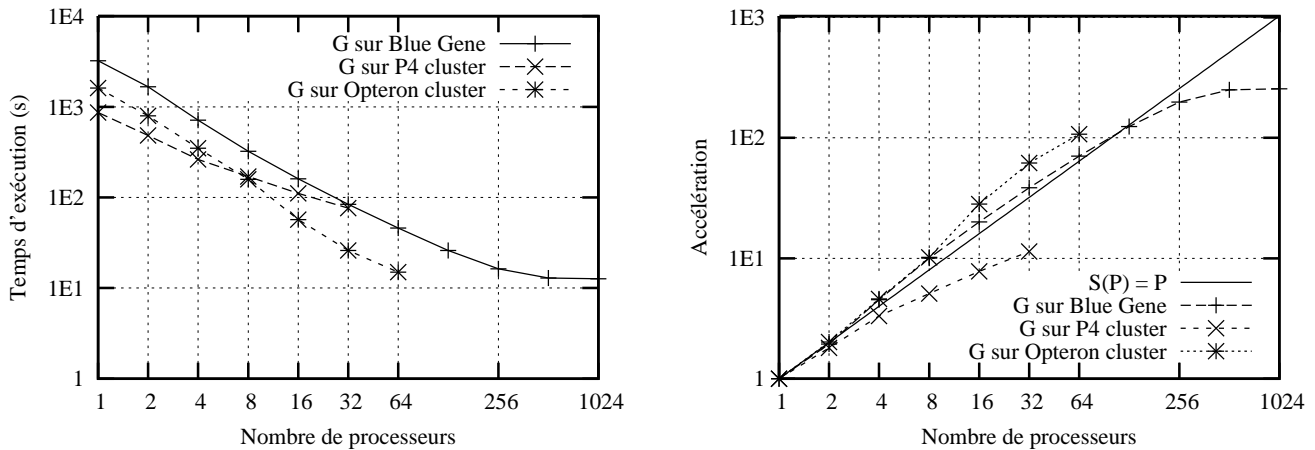 1E4
1E3
1E2
1E1
1
Temps d'exécution (s)
G sur Blue Gene
G sur P4 cluster
G sur Opteron cluster
1 2 4 8 16 32 64 256 1024
Nombre de processeurs
1E3
1E2
1E1
1
Accélération
S(P) = P
G sur Blue Gene
G sur P4 cluster
G sur Opteron cluster
1 2 4 8 16 32 64 256 1024
Nombre de processeurs